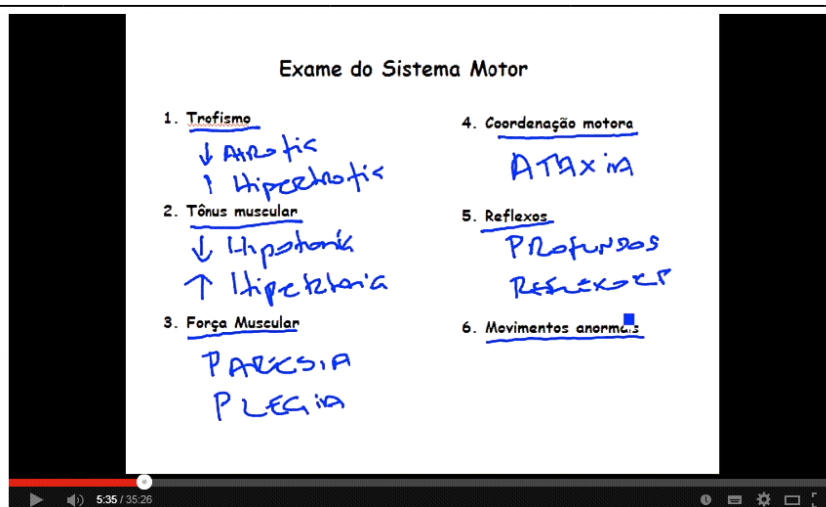 Exame do Sistema Motor
1. Trofismo
↓ Atrofia
↑ Hipertrofia
2. Tônus muscular
↓ Hipotonia
↑ Hipertonia
3. Força Muscular
PARESIA
PLEGIA
4. Coordenação motora
ATAXIA
5. Reflexos
PROFUNDOS
6. Movimentos anormais
5:35 / 35:26